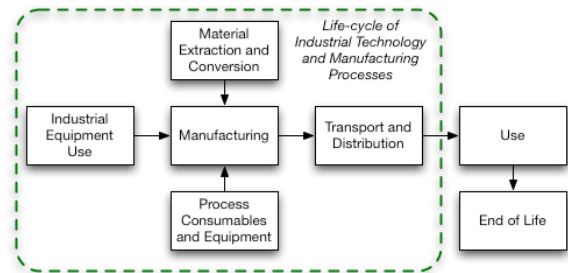 Material
Extraction and
Conversion
Life-cycle of
Industrial Technology
and Manufacturing
Processes
Industrial
Equipment
Use
Manufacturing
Transport and
Distribution
Use
Process
Consumables
and Equipment
End of Life